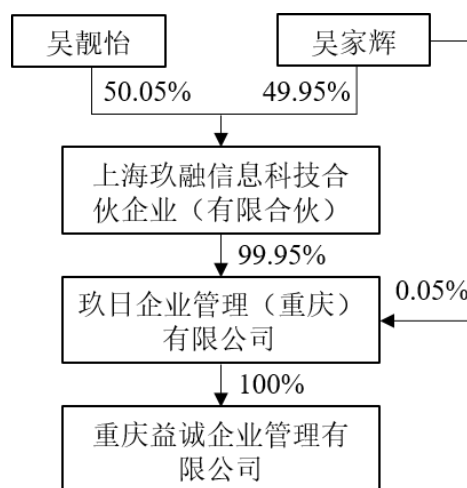 吴靓怡
吴家辉
50.05%
49.95%
上海玖融信息科技合
伙企业（有限合伙）
99.95%
0.05%
玖日企业管理（重庆）
有限公司
100%
重庆益诚企业管理有
限公司